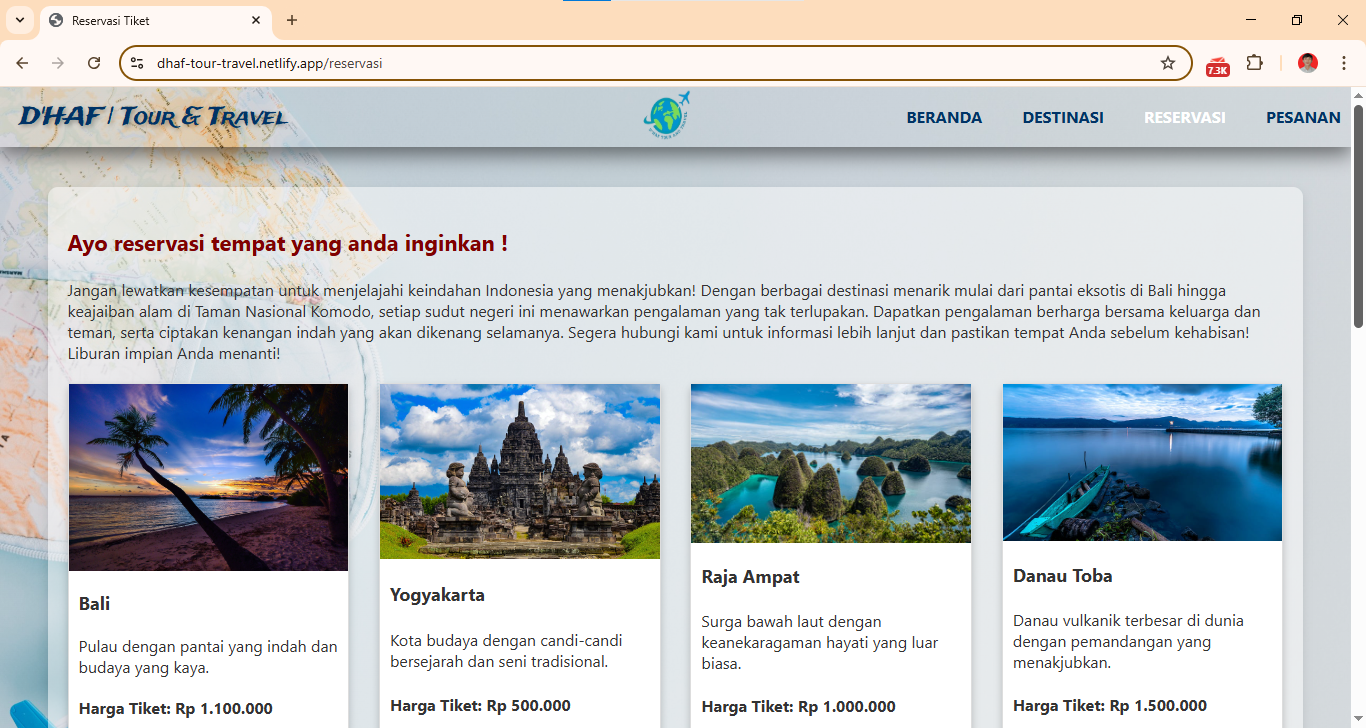 Reservasi Tiket
dhaf-tour-travel.netlify.app/reservasi
7.3K
D'HAF | TOUR & TRAVEL
BERANDA
DESTINASI
RESERVASI
PESANAN
Ayo reservasi tempat yang anda inginkan !
Jangan lewatkan kesempatan untuk menjelajahi keindahan Indonesia yang menakjubkan! Dengan berbagai destinasi menarik mulai dari pantai eksotis di Bali hingga
keajaiban alam di Taman Nasional Komodo, setiap sudut negeri ini menawarkan pengalaman yang tak terlupakan. Dapatkan pengalaman berharga bersama keluarga dan
teman, serta ciptakan kenangan indah yang akan dikenang selamanya. Segera hubungi kami untuk informasi lebih lanjut dan pastikan tempat Anda sebelum kehabisan!
Liburan impian Anda menanti!
Bali
Pulau dengan pantai yang indah dan
budaya yang kaya.
Harga Tiket: Rp 1.100.000
Yogyakarta
Kota budaya dengan candi-candi
bersejarah dan seni tradisional.
Harga Tiket: Rp 500.000
Raja Ampat
Surga bawah laut dengan
keanekaragaman hayati yang luar
biasa.
Harga Tiket: Rp 1.000.000
Danau Toba
Danau vulkanik terbesar di dunia
dengan pemandangan yang
menakjubkan.
Harga Tiket: Rp 1.500.000